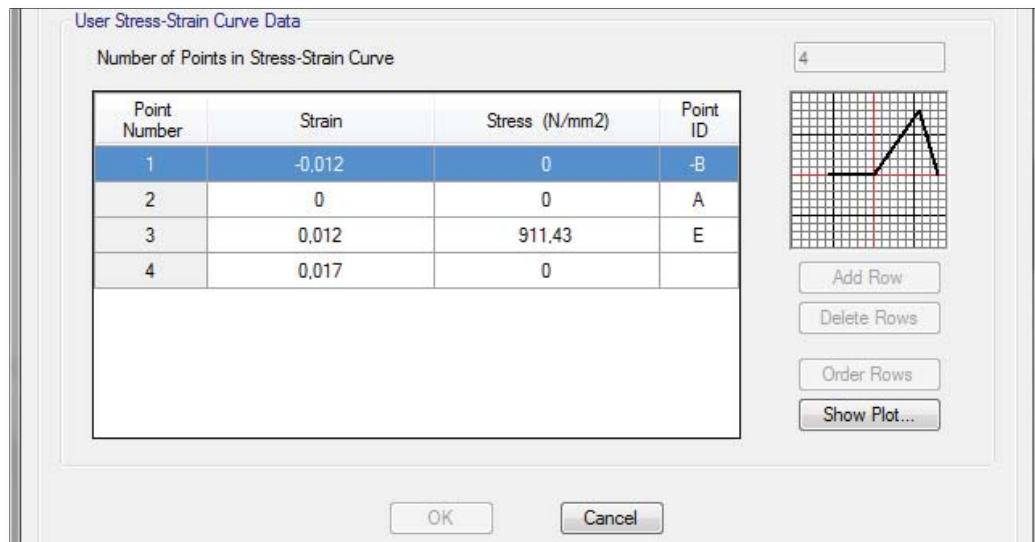 User Stress-Strain Curve Data
Number of Points in Stress-Strain Curve 4
Point Number Strain Stress (N/mm2) Point ID
1 -0,012 0 -B
2 0 0 A
3 0,012 911,43 E
4 0,017 0
Add Row
Delete Rows
Order Rows
Show Plot...
OK Cancel